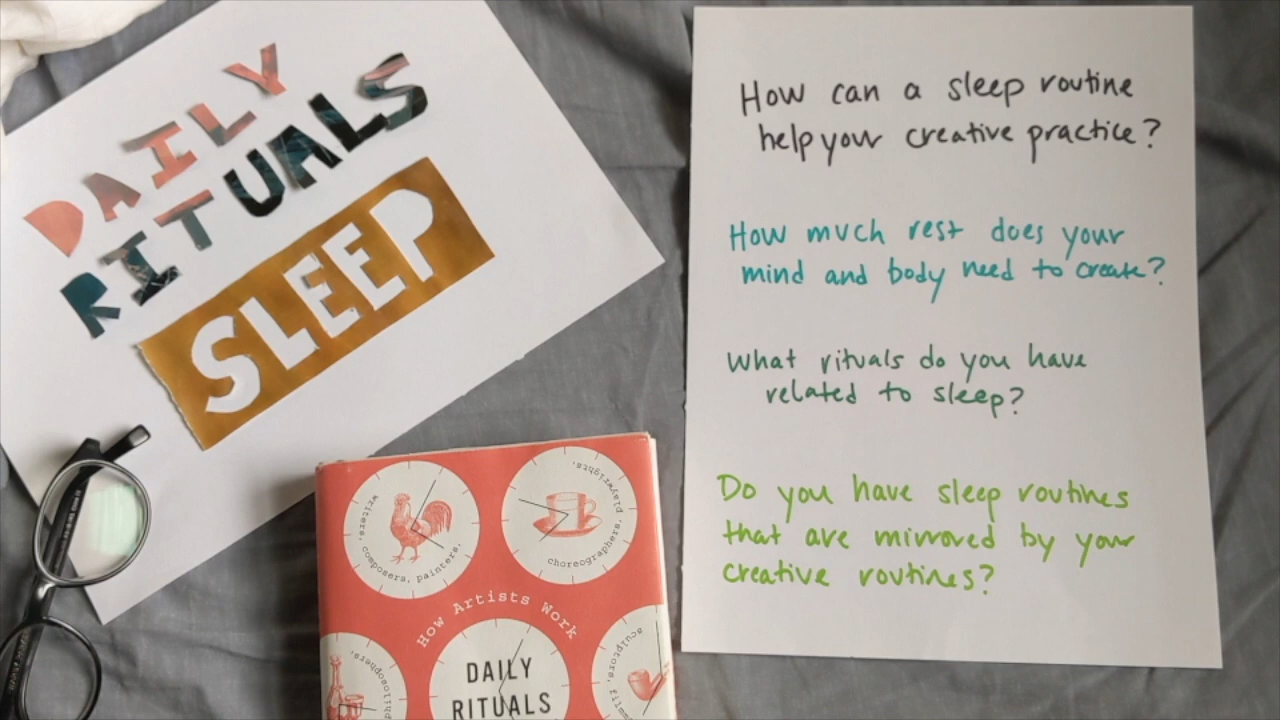 DAILY
RITUALS
SLEEP
How can a sleep routine
help your creative practice?
How much rest does your
mind and body need to create?
What rituals do you have
related to sleep?
Do you have sleep routines
that are mirrored by your
creative routines?
writers, composers, painters,
choreographers, playwrights,
How Artists Work
DAILY
RITUALS
sculptors,